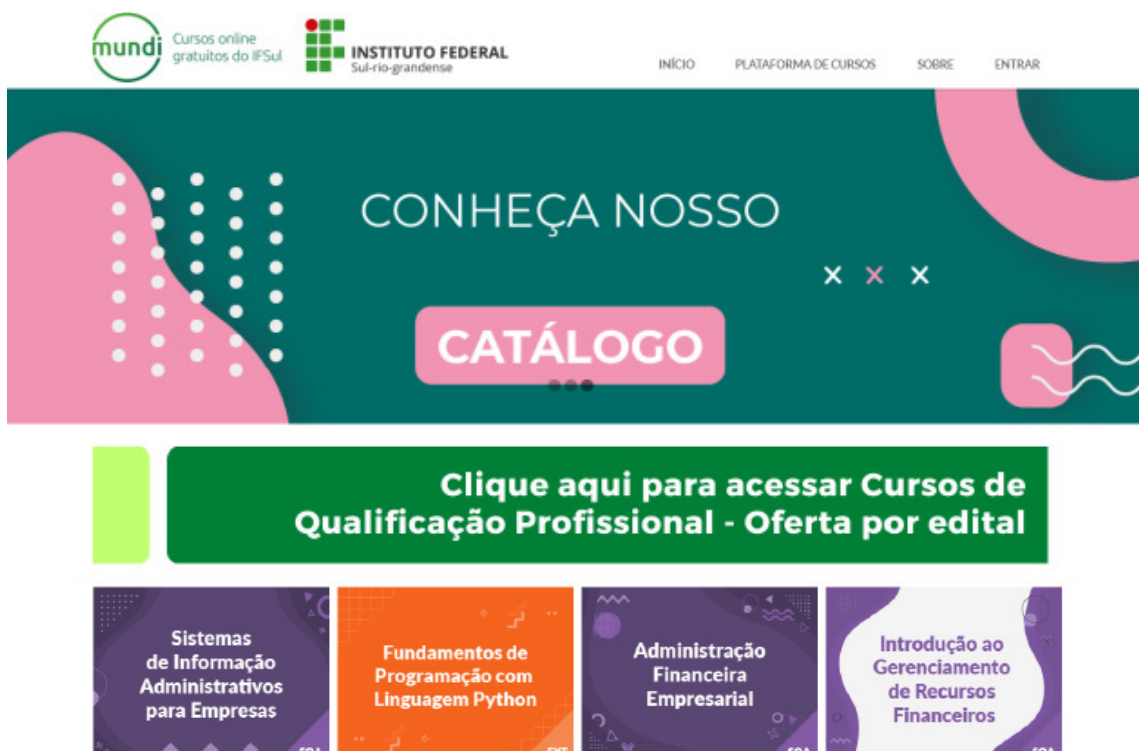 mundi
Cursos online
gratuitos do IFSul
INSTITUTO FEDERAL
Sul-rio-grandense
INÍCIO
PLATAFORMA DE CURSOS
SOBRE
ENTRAR
CONHEÇA NOSSO
CATÁLOGO
Clique aqui para acessar Cursos de
Qualificação Profissional - Oferta por edital
Sistemas
de Informação
Administrativos
para Empresas
Fundamentos de
Programação com
Linguagem Python
Administração
Financeira
Empresarial
Introdução ao
Gerenciamento
de Recursos
Financeiros